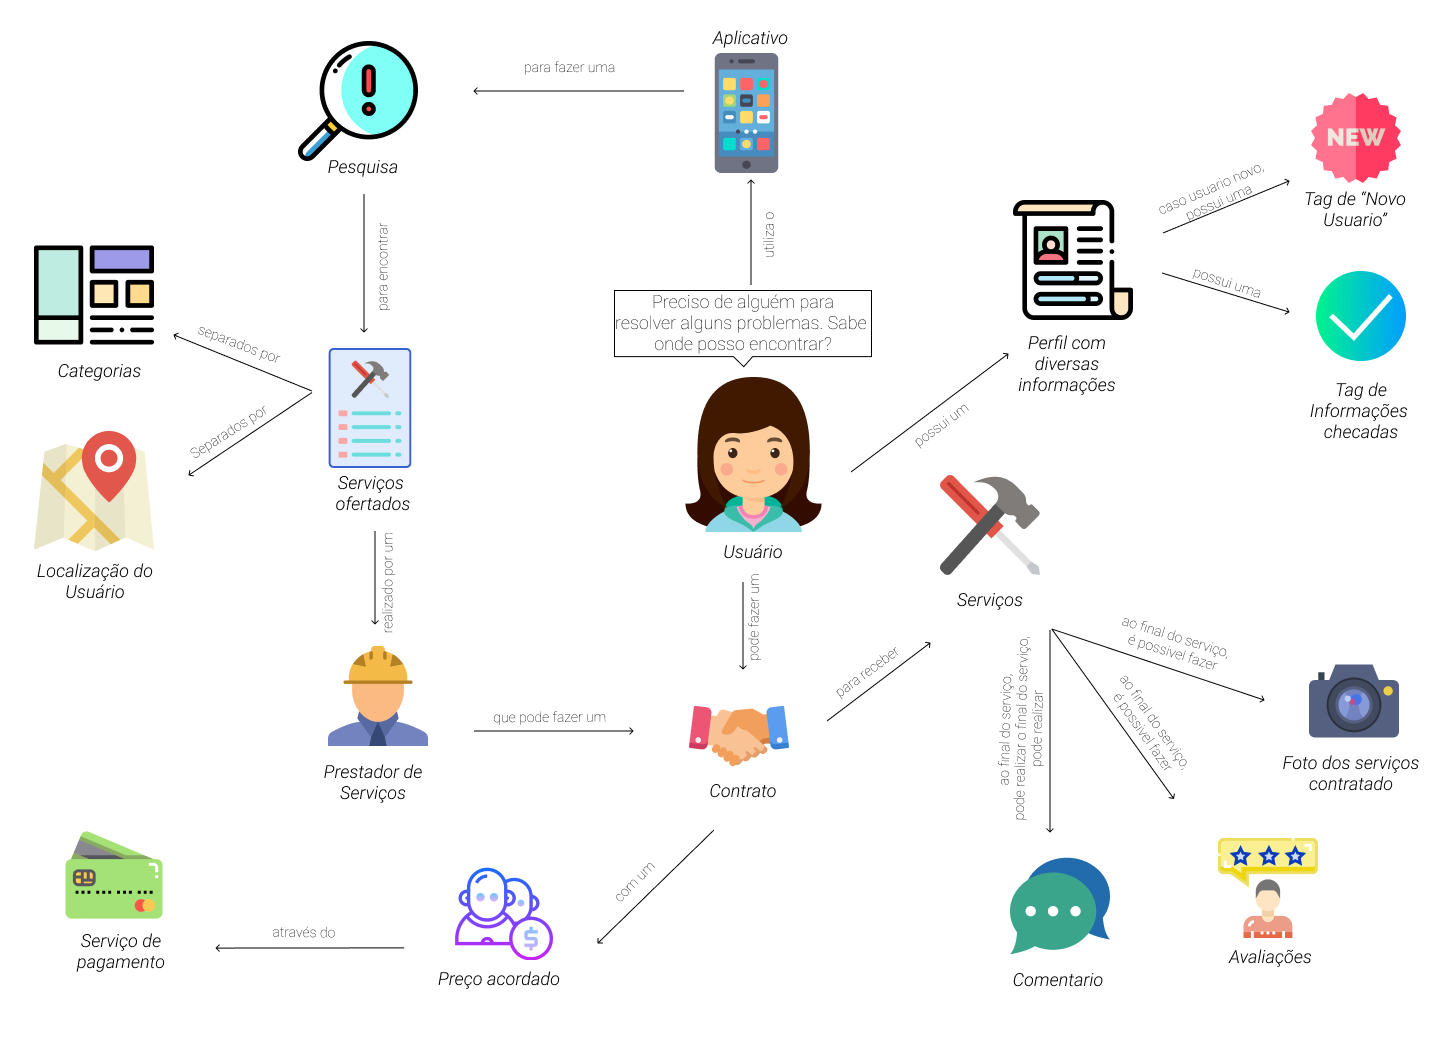 Aplicativo
para fazer uma
Pesquisa
NEW
Tag de “Novo
Usuario”
caso usuario novo,
possui uma
possui uma
Tag de
Informações
checadas
Perfil com
diversas
informações
utiliza o
para encontrar
Preciso de alguém para
resolver alguns problemas. Sabe
onde posso encontrar?
separados por
Categorias
Separados por
Localização do
Usuário
Serviços
ofertados
possui um
Usuário
realizado por um
pode fazer um
Serviços
Prestador de
Serviços
que pode fazer um
Contrato
para receber
ao final do serviço,
é possivel fazer
ao final do serviço,
é possivel fazer
ao final do serviço,
pode realizar o final do serviço,
pode realizar
Foto dos serviços
contratado
com um
Preço acordado
através do
Serviço de
pagamento
Comentario
Avaliações